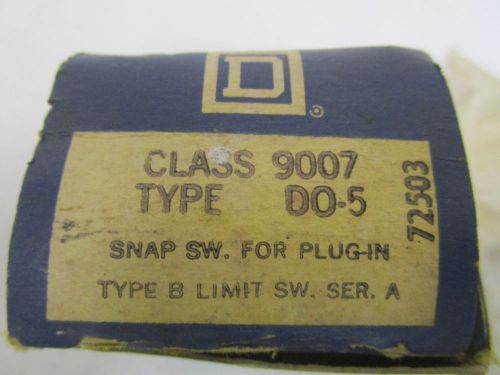 D
®
CLASS 9007
TYPE DO-5
SNAP SW. FOR PLUG-IN
TYPE B LIMIT SW. SER. A
72503